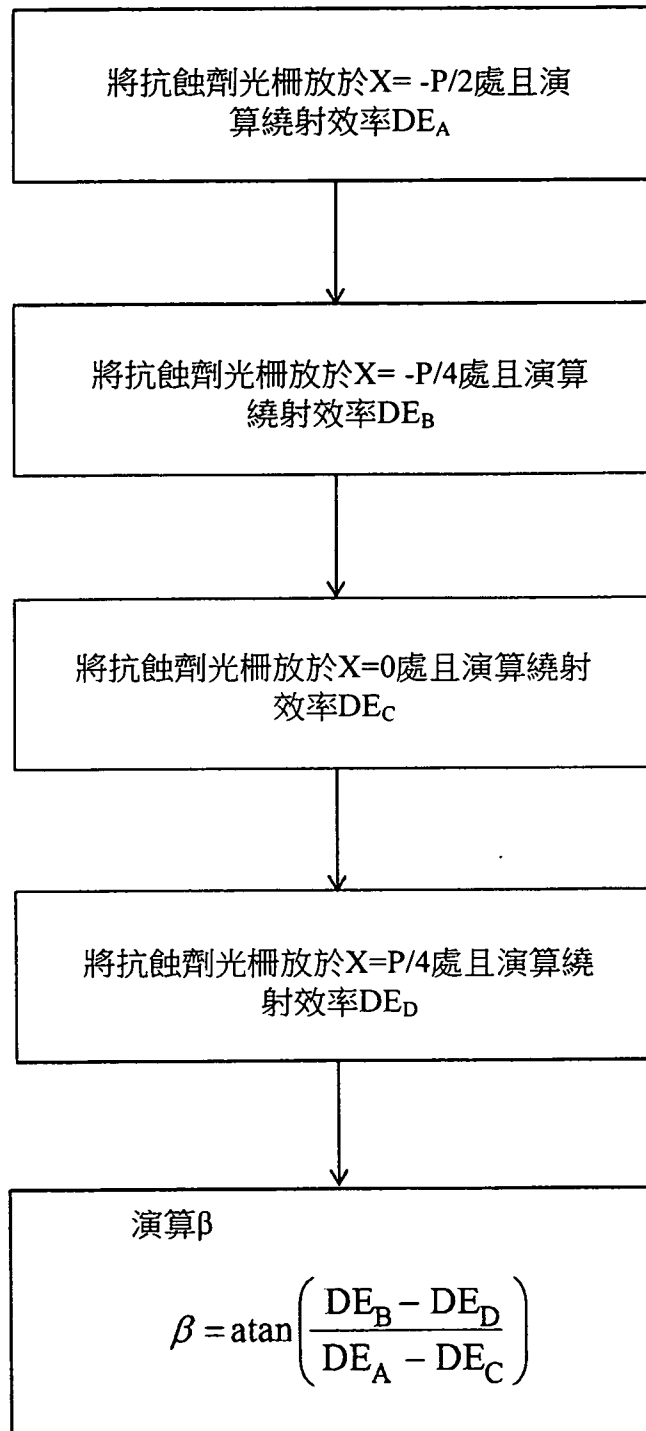 將抗蝕劑光柵放於X= -P/2處且演
算繞射效率DE_A
將抗蝕劑光柵放於X= -P/4處且演算
繞射效率DE_B
將抗蝕劑光柵放於X=0處且演算繞射
效率DE_C
將抗蝕劑光柵放於X=P/4處且演算繞
射效率DE_D
演算β
β = atan((DE_B − DE_D)/(DE_A − DE_C))